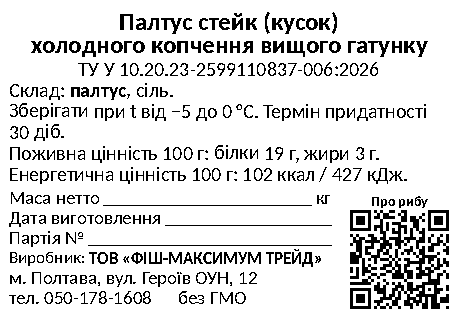 Палтус стейк (кусок)
холодного копчення вищого гатунку
ТУ У 10.20.23-2599110837-006:2026
Склад: палтус, сіль.
Зберігати при t від −5 до 0 °С. Термін придатності
30 діб.
Поживна цінність 100 г: білки 19 г, жири 3 г.
Енергетична цінність 100 г: 102 ккал / 427 кДж.
Маса нетто ______________________ кг
Дата виготовлення __________________
Партія № __________________________
Про рибу
Виробник: ТОВ «ФІШ-МАКСИМУМ ТРЕЙД»
м. Полтава, вул. Героїв ОУН, 12
тел. 050-178-1608 без ГМО